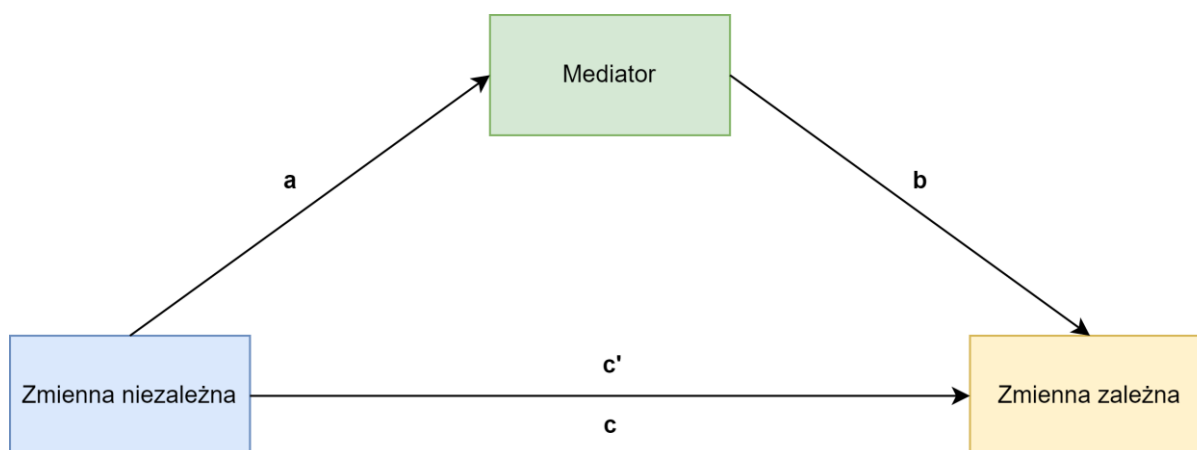 Mediator
a
b
Zmienna niezależna
c'
c
Zmienna zależna